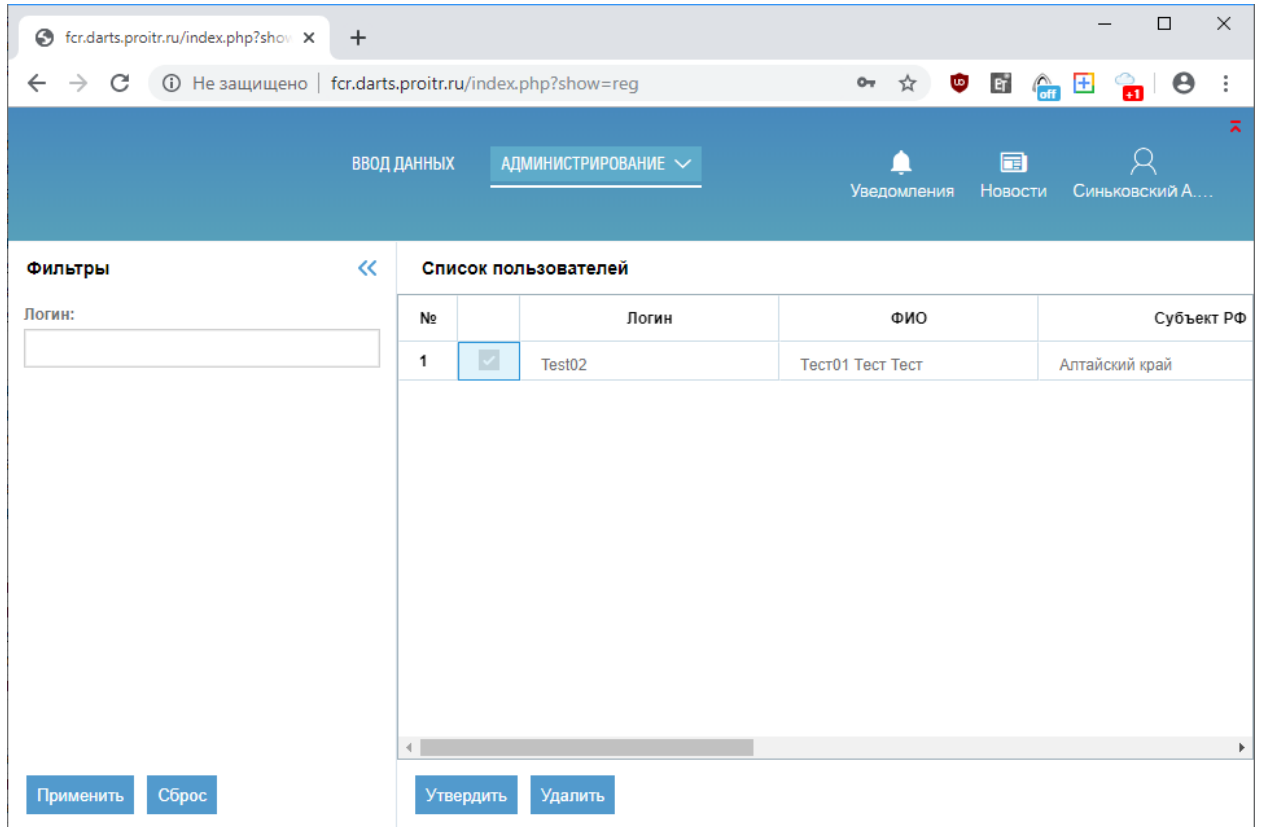 fcr.darts.proitr.ru/index.php?show
Не защищено | fcr.darts.proitr.ru/index.php?show=reg
off
+1
ВВОД ДАННЫХ АДМИНИСТРИРОВАНИЕ
Уведомления Новости Синьковский А....
Фильтры
Логин:
Применить Сброс
Список пользователей
№ Логин ФИО Субъект РФ
1 Test02 Тест01 Тест Тест Алтайский край
Утвердить Удалить